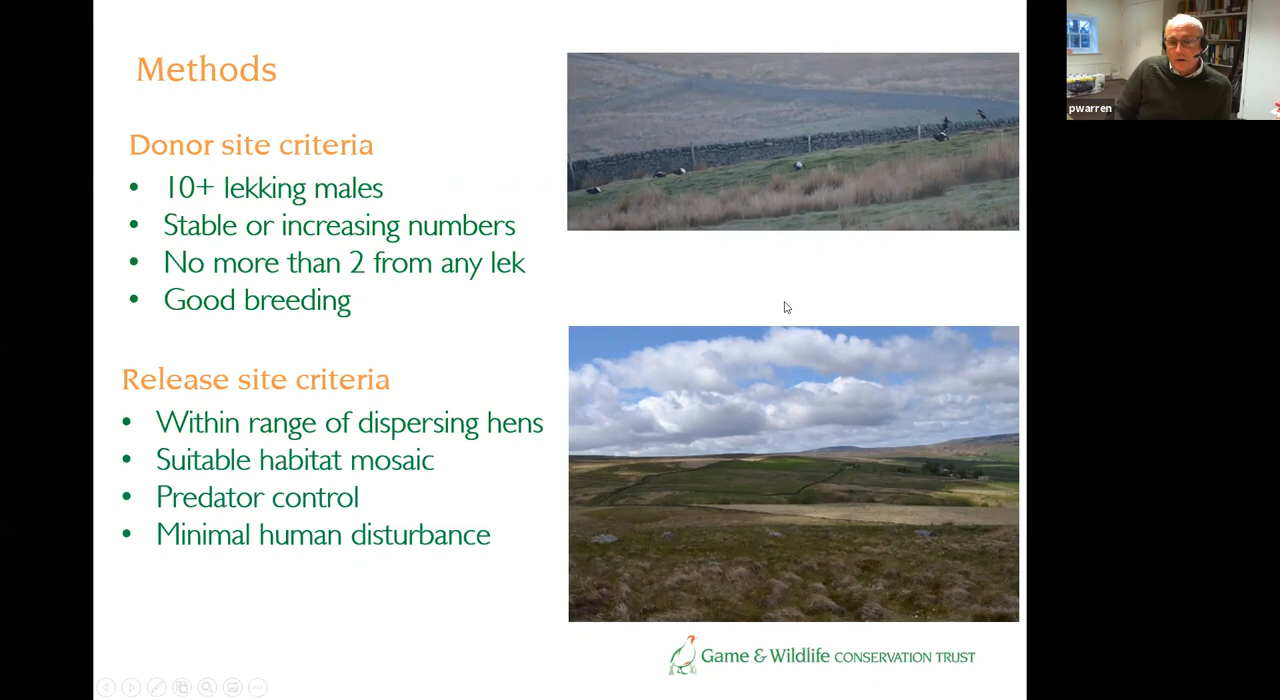 Methods
Donor site criteria
• 10+ lekking males
• Stable or increasing numbers
• No more than 2 from any lek
• Good breeding
Release site criteria
• Within range of dispersing hens
• Suitable habitat mosaic
• Predator control
• Minimal human disturbance
Game & Wildlife CONSERVATION TRUST
pwarren